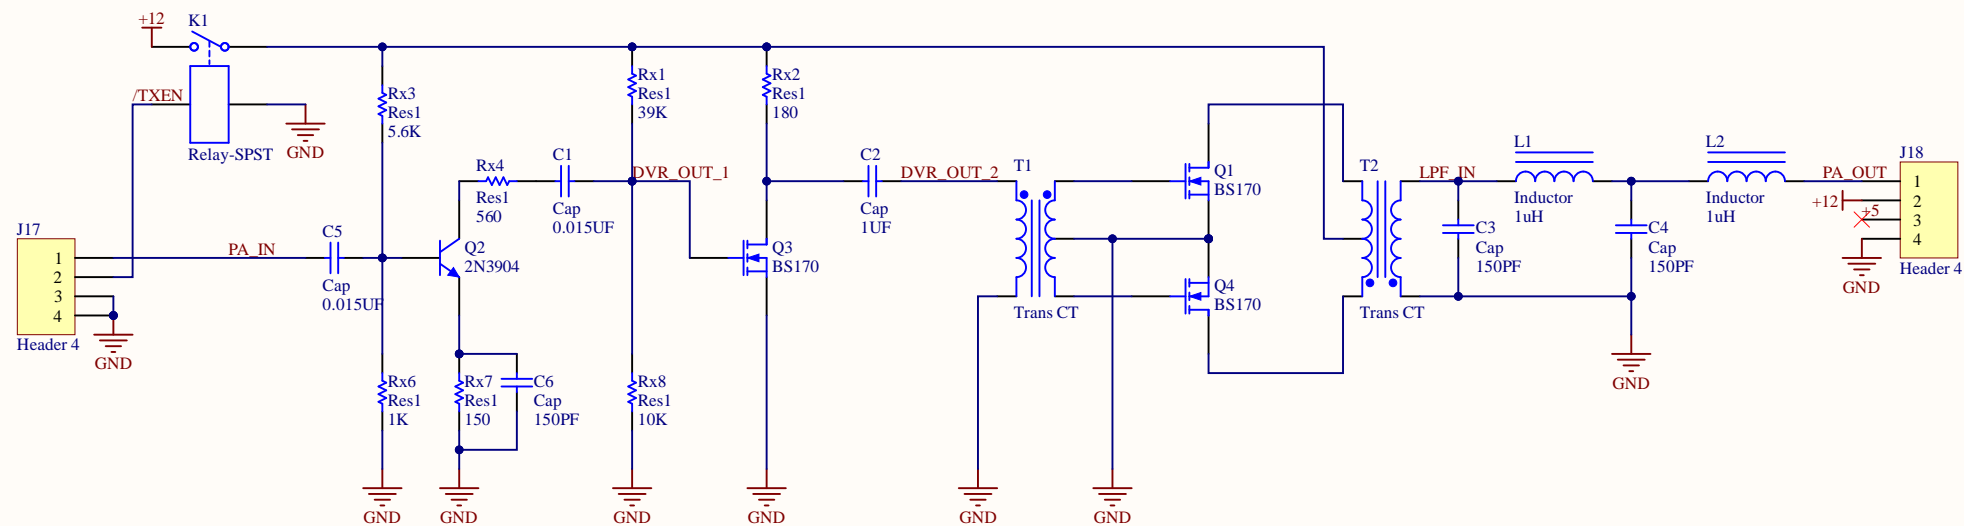 +12
K1
/TXEN
Relay-SPST
GND
Rx3
Res1
5.6K
Rx1
Res1
39K
Rx2
Res1
180
Rx4
Res1
560
C1
Cap
0.015UF
DVR_OUT_1
C2
Cap
1UF
DVR_OUT_2
T1
Trans CT
Q1
BS170
T2
Trans CT
LPF_IN
L1
Inductor
1uH
L2
Inductor
1uH
PA_OUT
J18
1
2
3
4
Header 4
+12
+5
GND
J17
1
2
3
4
Header 4
GND
PA_IN
C5
Cap
0.015UF
Q2
2N3904
Q3
BS170
Q4
BS170
C3
Cap
150PF
C4
Cap
150PF
GND
Rx6
Res1
1K
Rx7
Res1
150
C6
Cap
150PF
Rx8
Res1
10K
GND
GND
GND
GND
GND
GND